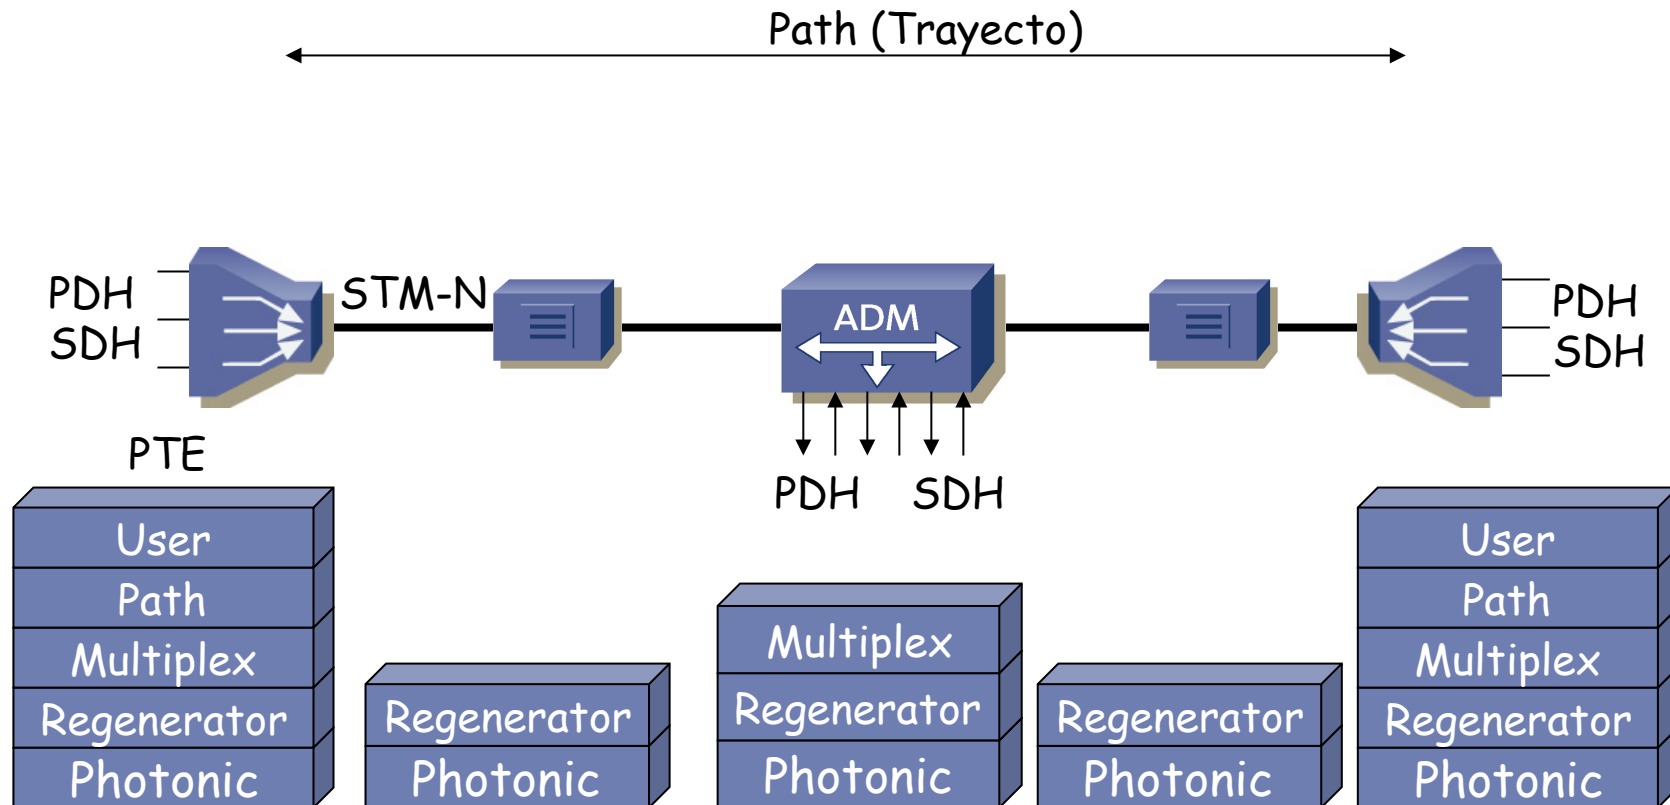 Path (Trayecto)
PDH
SDH
STM-N
ADM
PDH
SDH
PDH SDH
PTE
User
Path
Multiplex
Regenerator
Photonic
Regenerator
Photonic
Multiplex
Regenerator
Photonic
Regenerator
Photonic
User
Path
Multiplex
Regenerator
Photonic